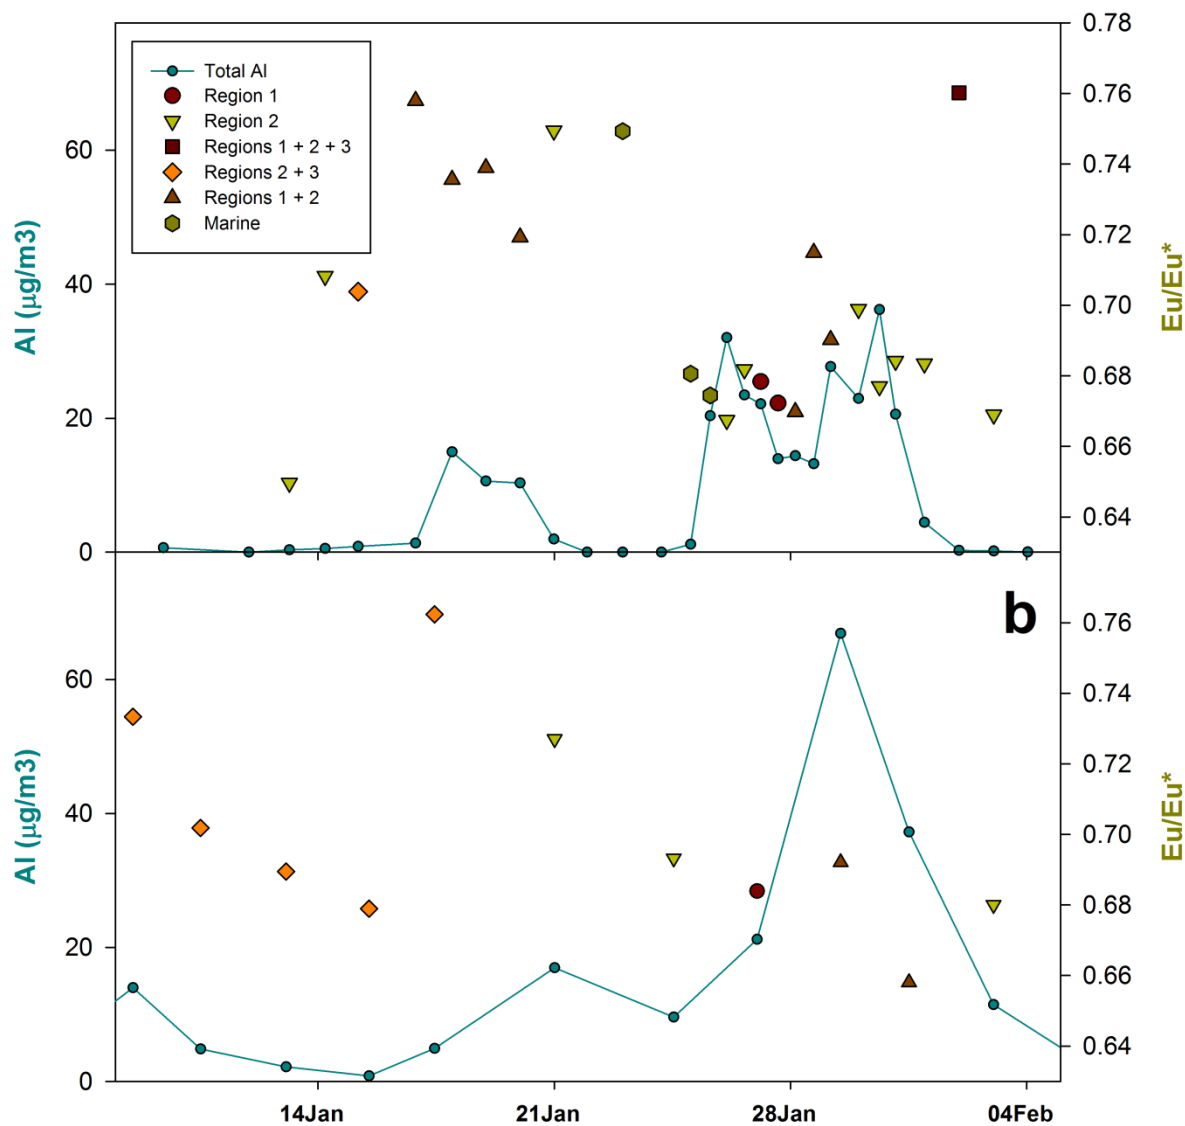 0.78
Total Al
Region 1
Region 2
Regions 1 + 2 + 3
Regions 2 + 3
Regions 1 + 2
Marine
60
40
20
0
Al (μg/m3)
0.76
0.74
0.72
0.70
0.68
0.66
0.64
Eu/Eu*
b
60
40
20
0
Al (μg/m3)
0.76
0.74
0.72
0.70
0.68
0.66
0.64
Eu/Eu*
14Jan
21Jan
28Jan
04Feb